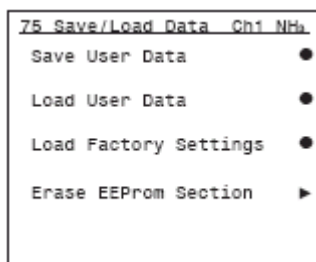 75 Save/Load Data Ch1 NH₃
Save User Data ●
Load User Data ●
Load Factory Settings ●
Erase EEProm Section ►